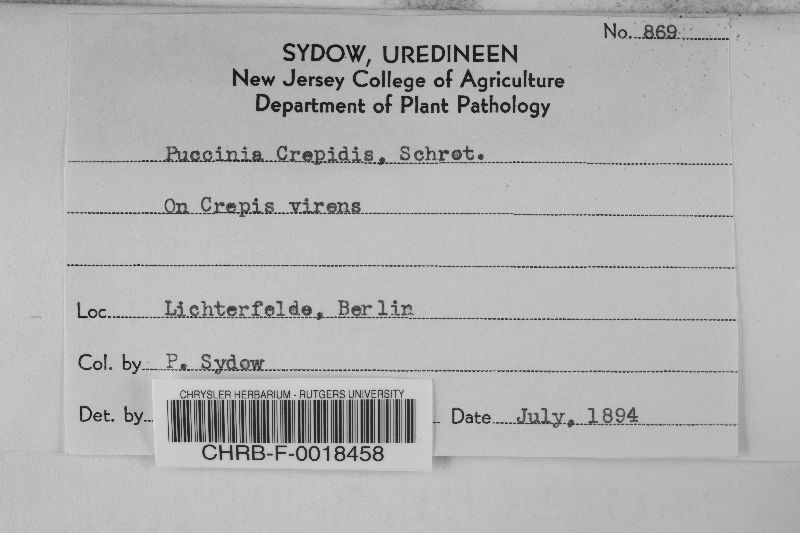 No. 869
SYDOW, UREDINEEN
New Jersey College of Agriculture
Department of Plant Pathology
Puccinia Crepidis, Schrot.
On Crepis virens
Loc. Lichterfelde, Berlin
Col. by P. Sydow
Det. by
Date July, 1894
CHRYSLER HERBARIUM - RUTGERS UNIVERSITY
CHRB-F-0018458